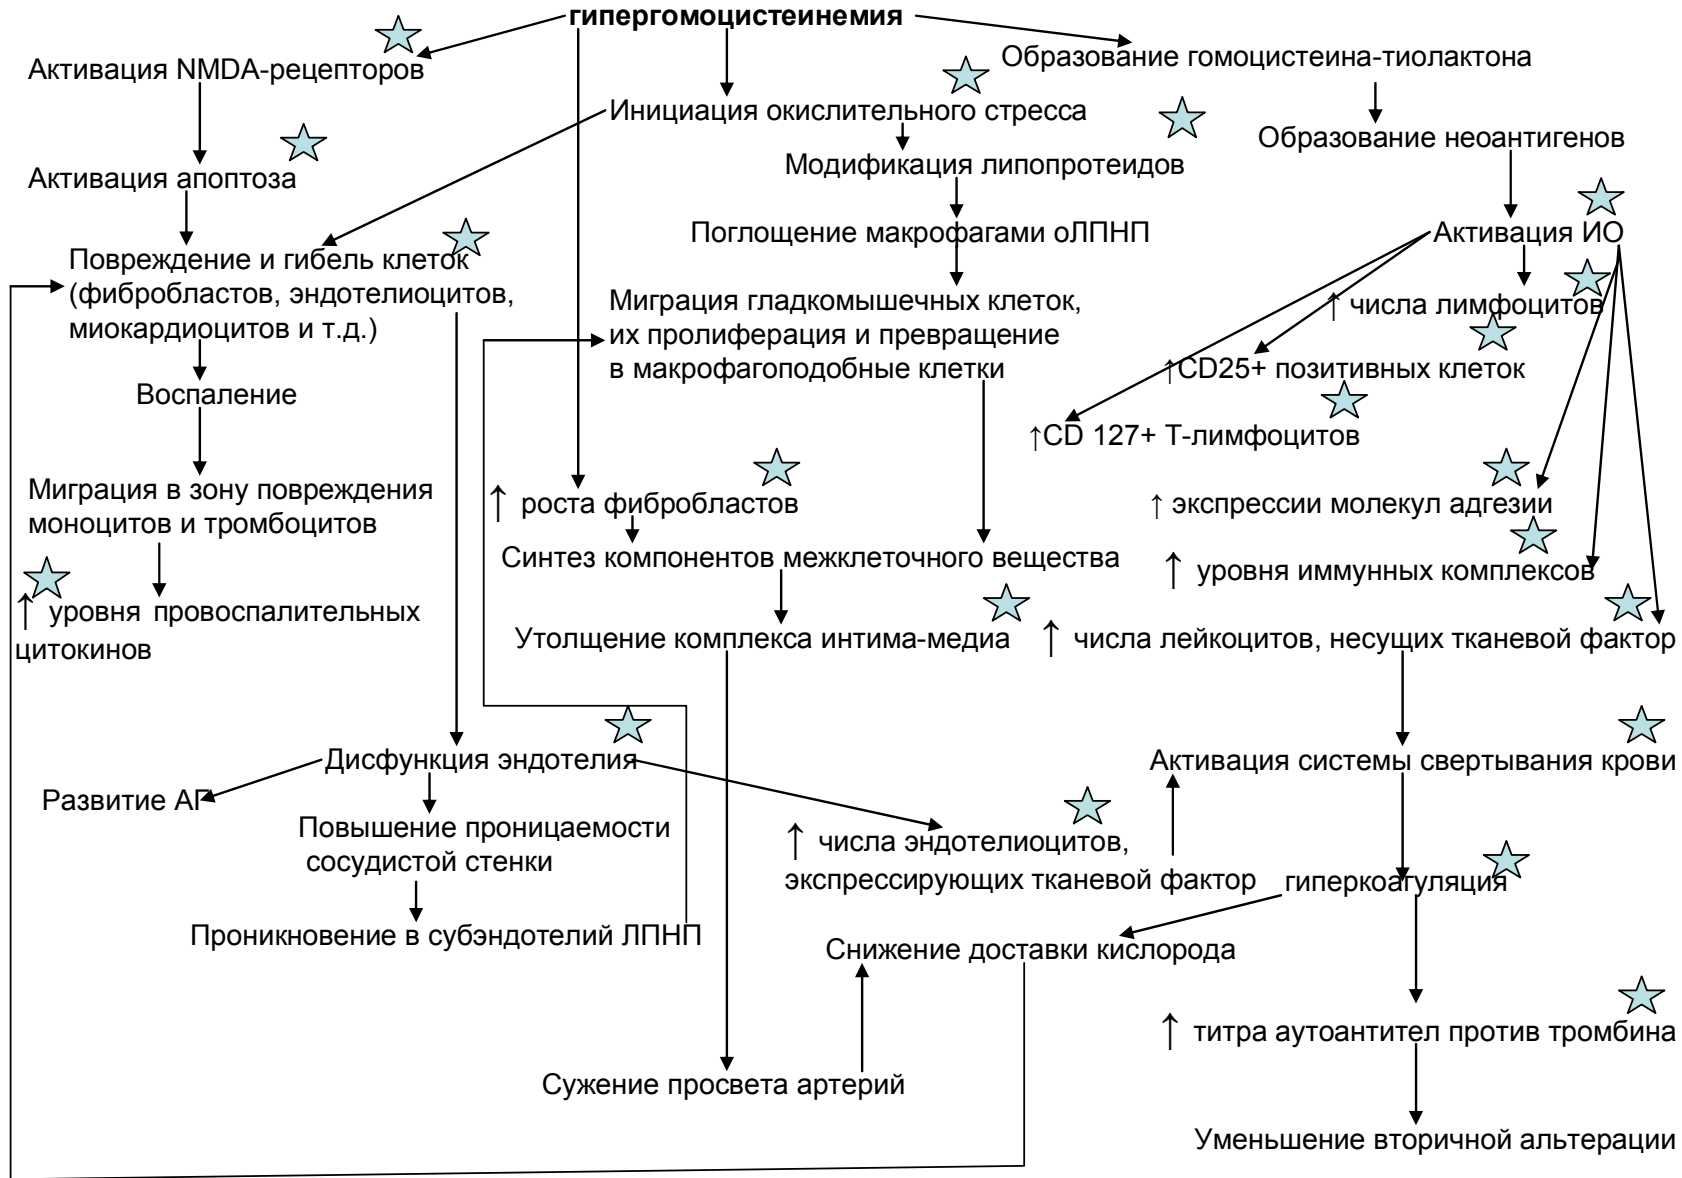 гипергомоцистеинемия
Активация NMDA-рецепторов
Образование гомоцистеина-тиолактона
Инициация окислительного стресса
Образование неоантигенов
Модификация липопротеидов
Активация апоптоза
Поглощение макрофагами оЛПНП
Активация ИО
Повреждение и гибель клеток
(фибробластов, эндотелиоцитов,
миокардиоцитов и т.д.)
Миграция гладкомышечных клеток,
их пролиферация и превращение
в макрофагоподобные клетки
↑ числа лимфоцитов
↑CD25+ позитивных клеток
Воспаление
↑CD 127+ Т-лимфоцитов
Миграция в зону повреждения
моноцитов и тромбоцитов
↑ роста фибробластов
↑ экспрессии молекул адгезии
Синтез компонентов межклеточного вещества
↑ уровня иммунных комплексов
↑ уровня провоспалительных
цитокинов
Утолщение комплекса интима-медиа
↑ числа лейкоцитов, несущих тканевой фактор
Дисфункция эндотелия
Активация системы свертывания крови
Развитие АГ
Повышение проницаемости
сосудистой стенки
↑ числа эндотелиоцитов,
экспрессирующих тканевой фактор
гиперкоагуляция
Проникновение в субэндотелий ЛПНП
Снижение доставки кислорода
↑ титра аутоантител против тромбина
Сужение просвета артерий
Уменьшение вторичной альтерации